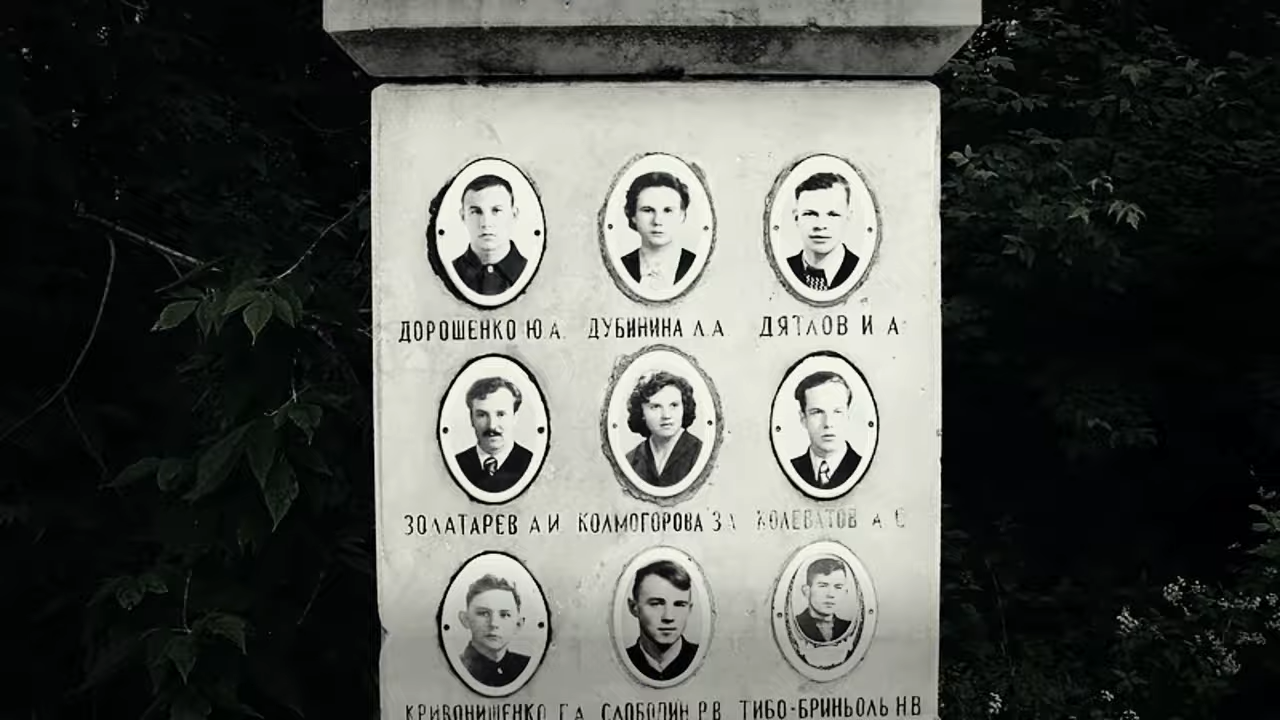 ДОРОШЕНКО Ю.А. ДУБИНИНА Л.А. ДЯТЛОВ И А
ЗОЛАТАРЕВ А И КОЛМОГОРОВА З А КОЛЕВАТОВ А С
КРИВОНИЩЕНКО Г.А. СЛОБОДИН Р В ТИБО-БРИНЬОЛЬ Н В